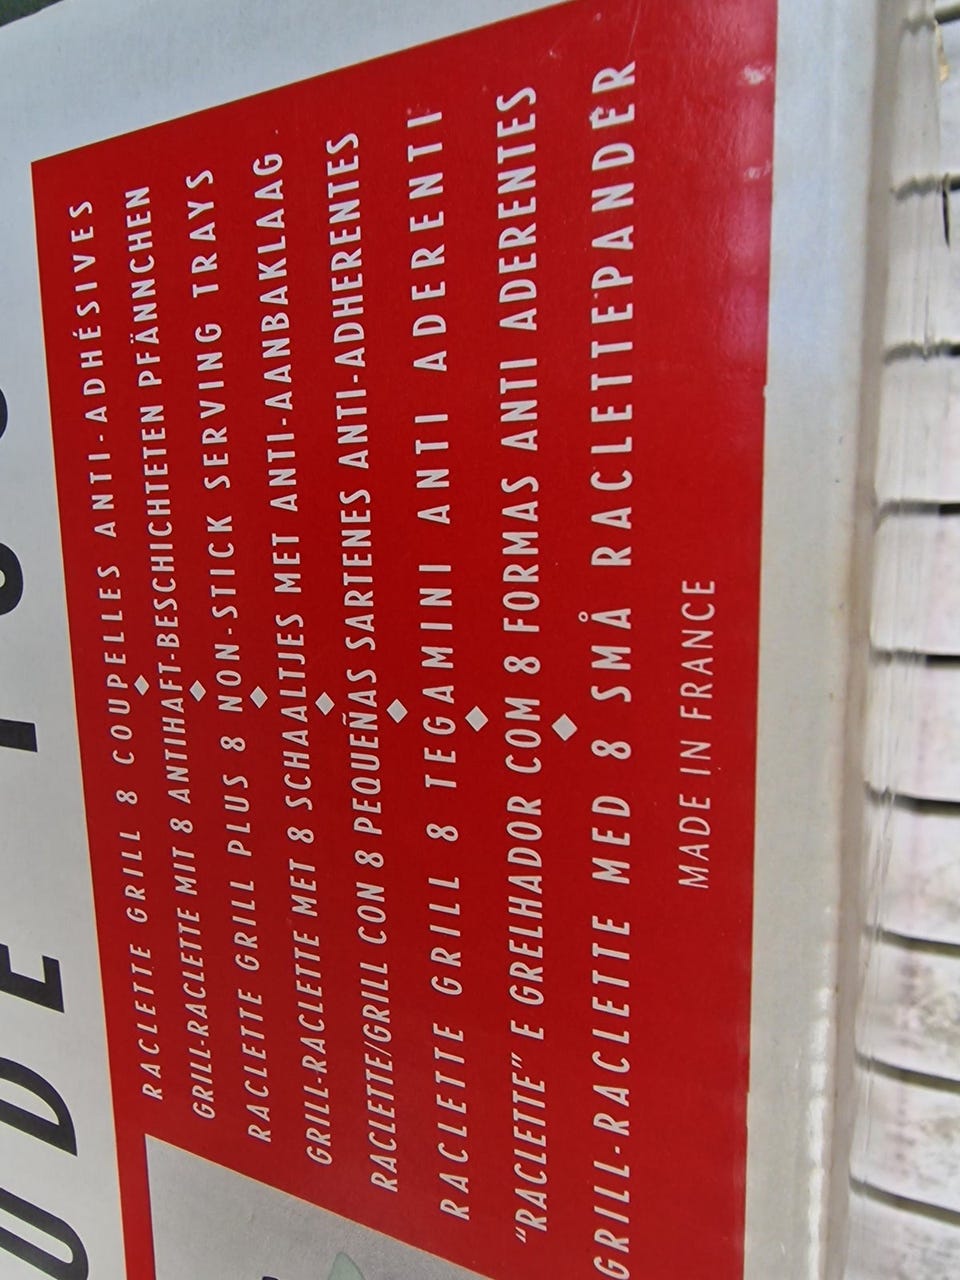 RACLETTE GRILL 8 COUPELLES ANTI-ADHÉSIVES
GRILL-RACLETTE MIT 8 ANTIHAFT-BESCHICHTETEN PFÄNNCHEN
RACLETTE GRILL PLUS 8 NON-STICK SERVING TRAYS
GRILL-RACLETTE MET 8 SCHAALTJES MET ANTI-AANBAKLAAG
RACLETTE/GRILL CON 8 PEQUEÑAS SARTENES ANTI-ADHERENTES
RACLETTE GRILL 8 TEGAMINI ANTI ADERENTI
“RACLETTE” E GRELHADOR COM 8 FORMAS ANTI ADERENTES
GRILL-RACLETTE MED 8 SMÅ RACLETTEPANDER
MADE IN FRANCE